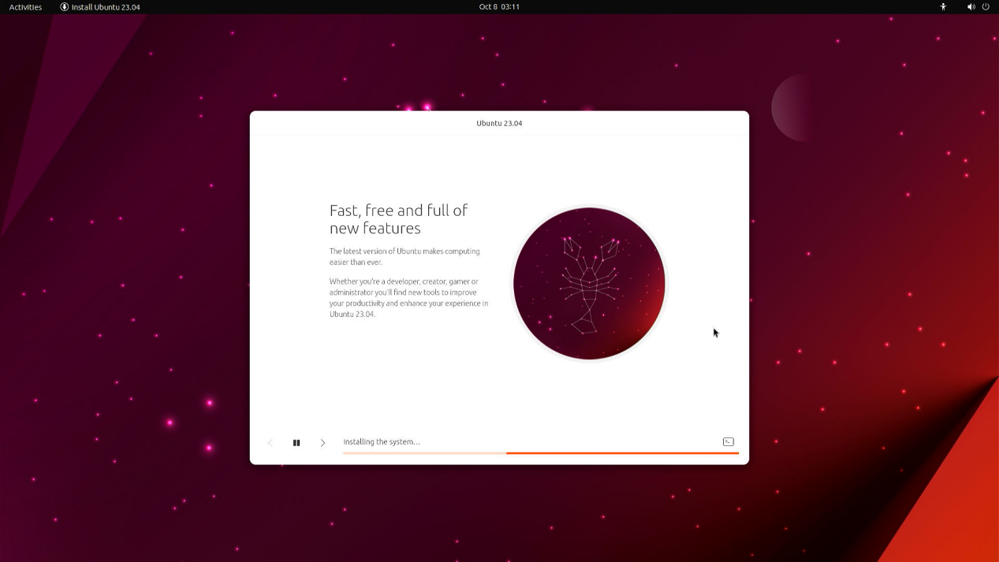 Activities
Install Ubuntu 23.04
Oct 8 03:11
Ubuntu 23.04
Fast, free and full of
new features
The latest version of Ubuntu makes computing
easier than ever.
Whether you're a developer, creator, gamer or
administrator you'll find new tools to improve
your productivity and enhance your experience in
Ubuntu 23.04.
Installing the system...